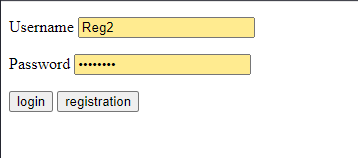 Username Reg2
Password ••••••••
login registration